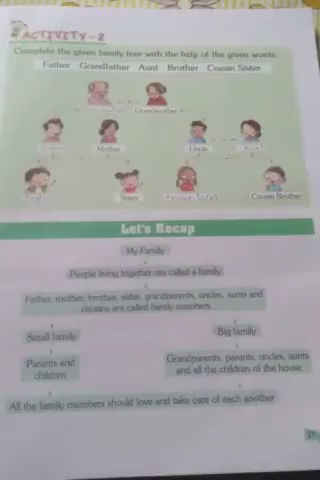 ACTIVITY - 2
Complete the given family tree with the help of the given words:
Father Grandfather Aunt Brother Cousin Sister
Grandmother
Mother Uncle
Sister Cousin Brother
Let's Recap
My Family
People living together are called a family.
Father, mother, brother, sister, grandparents, uncles, aunts and
cousins are called family members.
Small family Big family
Parents and
children
Grandparents, parents, uncles, aunts
and all the children of the house.
All the family members should love and take care of each another.
17